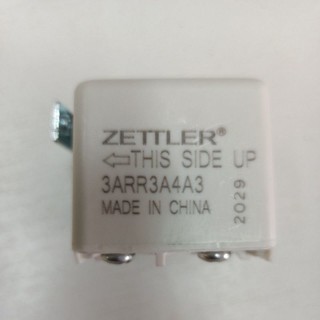 ZETTLER®
⇦THIS SIDE UP
3ARR3A4A3
MADE IN CHINA
2029